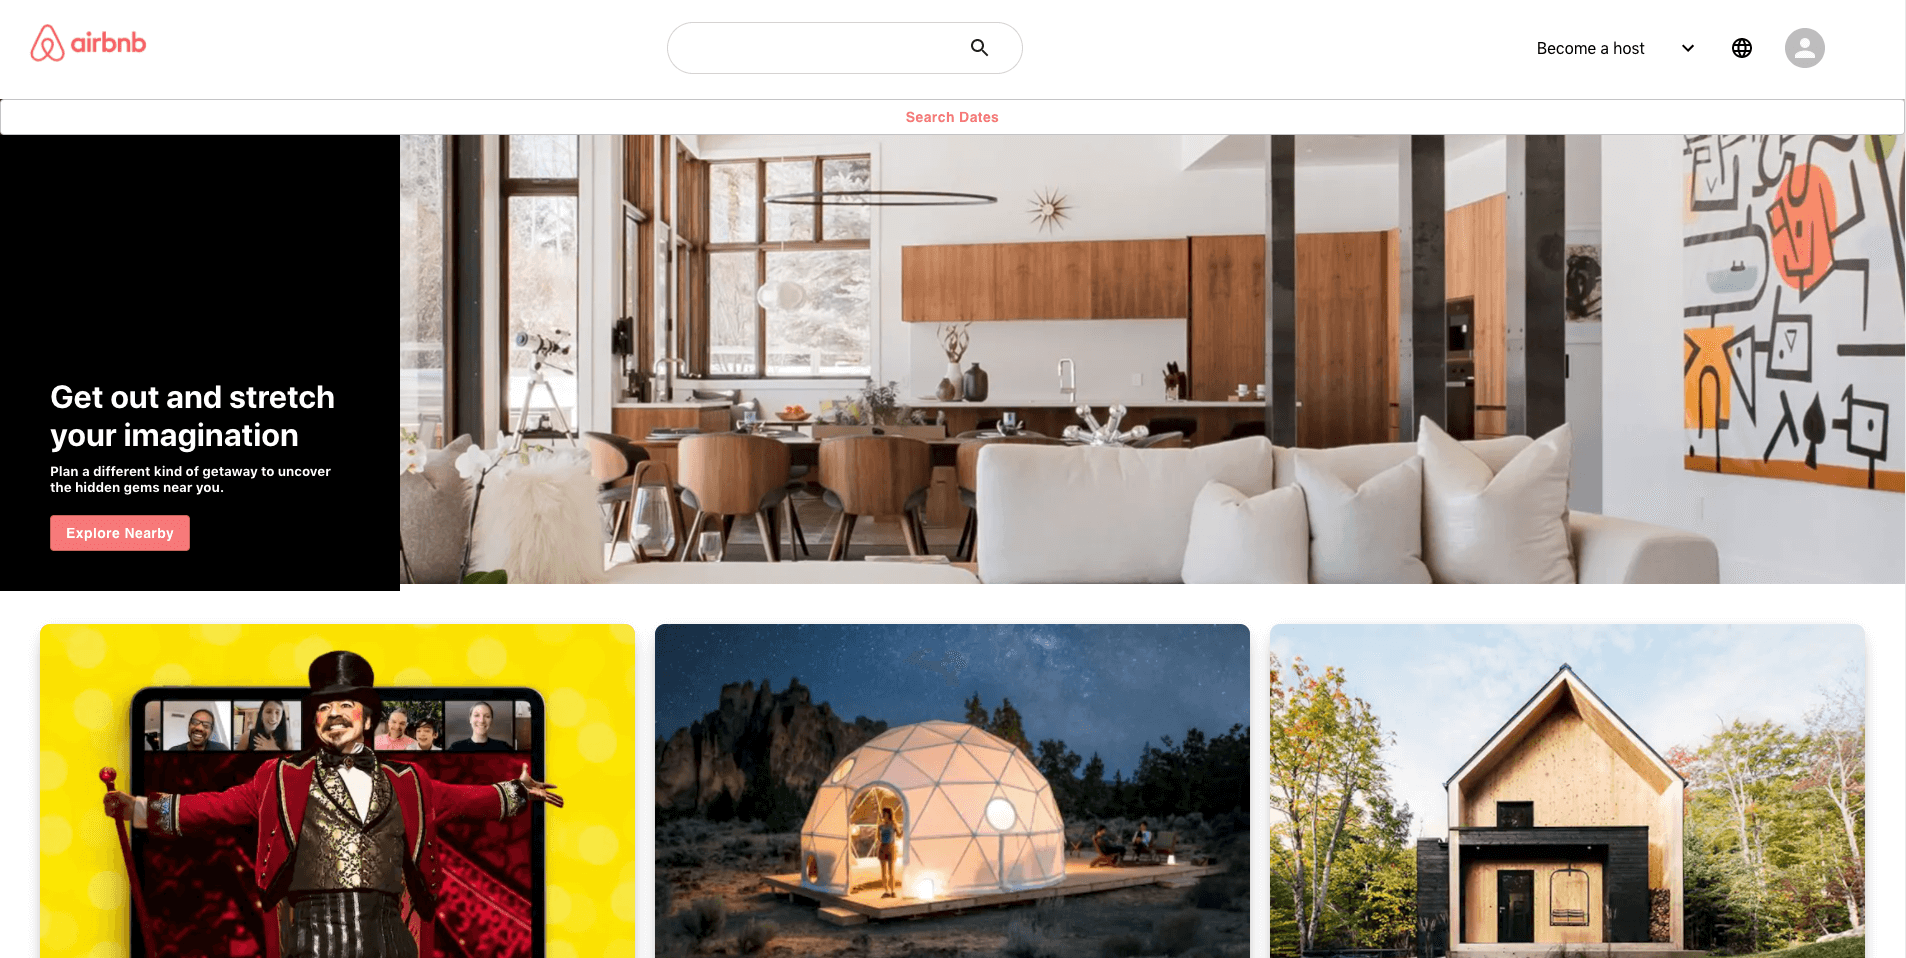 airbnb
Become a host
Search Dates
Get out and stretch
your imagination
Plan a different kind of getaway to uncover
the hidden gems near you.
Explore Nearby